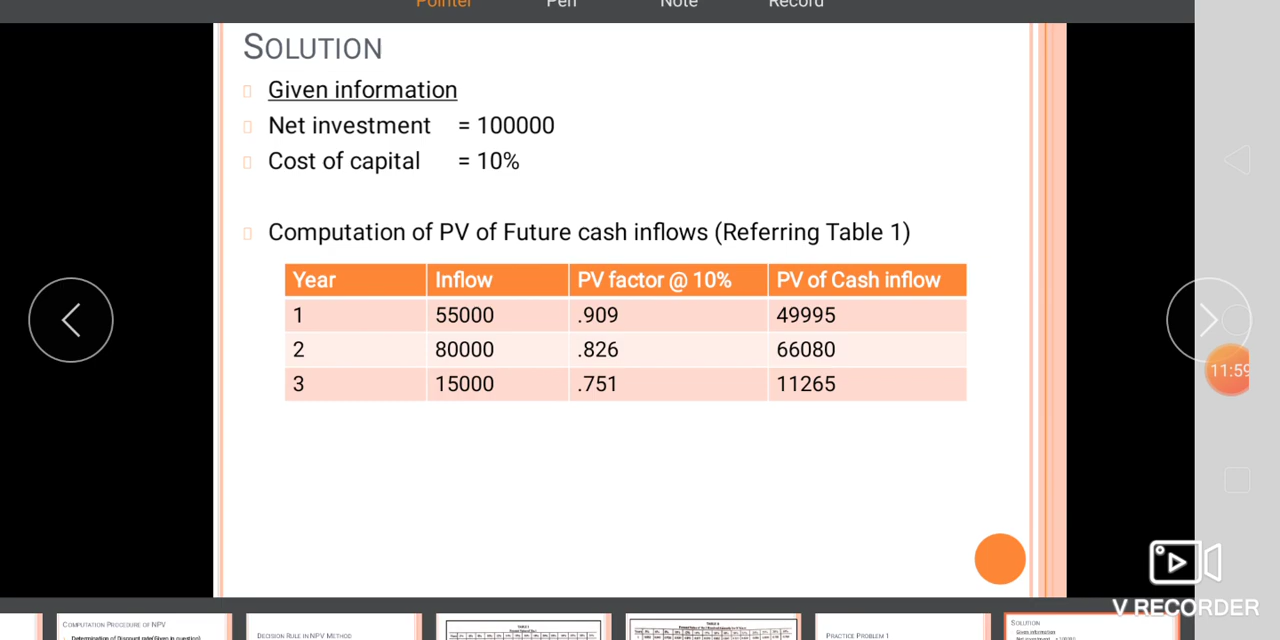 Pointer Pen Note Record
SOLUTION
Given information
Net investment = 100000
Cost of capital = 10%
Computation of PV of Future cash inflows (Referring Table 1)
Year Inflow PV factor @ 10% PV of Cash inflow
1 55000 .909 49995
2 80000 .826 66080
3 15000 .751 11265
11:59
V RECORDER
COMPUTATION PROCEDURE OF NPV
Determination of Discount rate(Given in question)
DECISION RULE IN NPV METHOD
PRACTICE PROBLEM 1
SOLUTION
Given information
Net investment = 100000